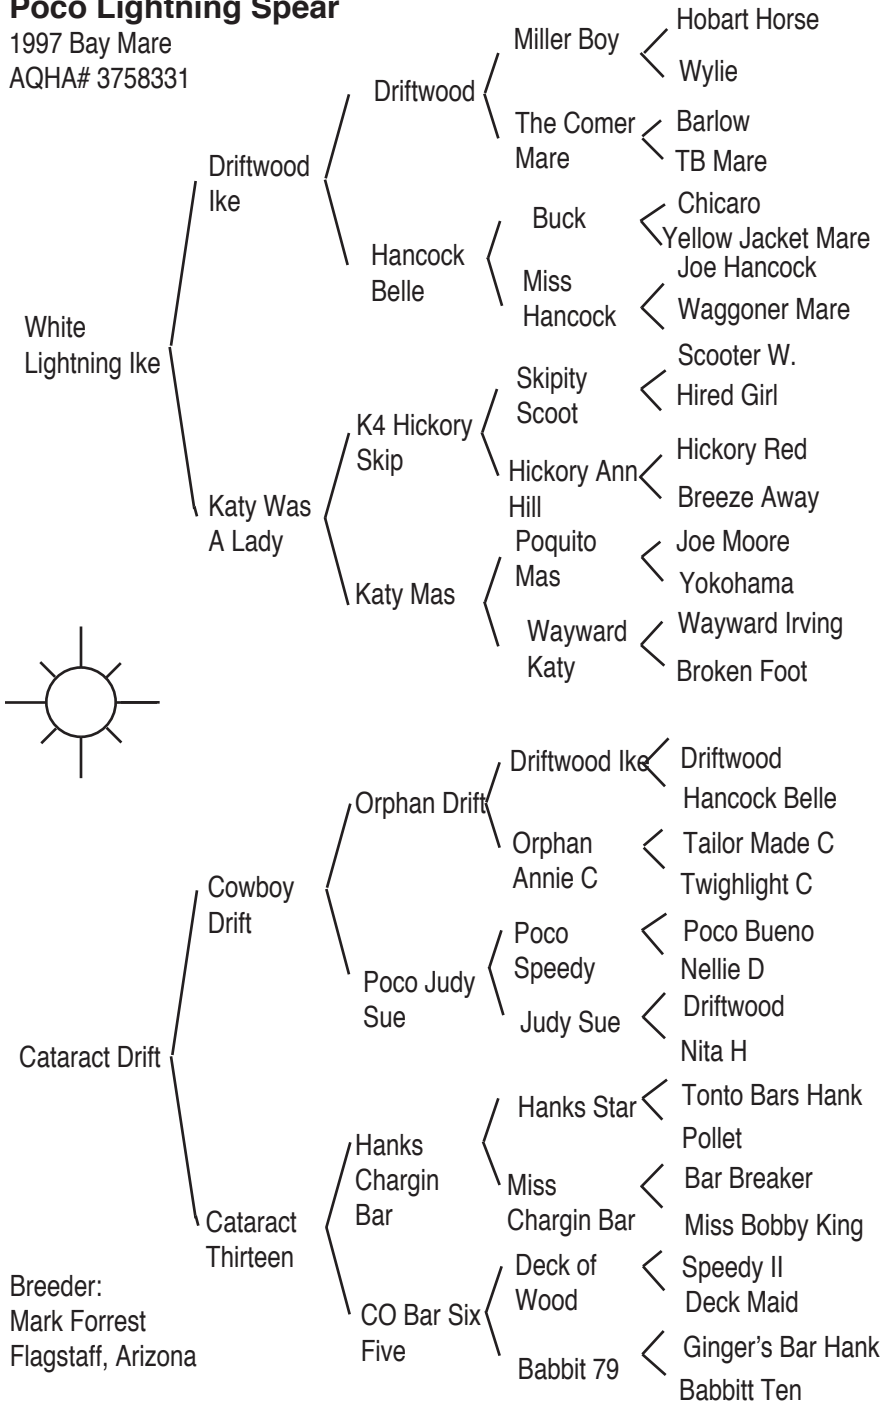 Poco Lightning Spear
1997 Bay Mare
AQHA# 3758331
White
Lightning Ike
Driftwood
Ike
Driftwood
Miller Boy
Hobart Horse
Wylie
The Comer
Mare
Barlow
TB Mare
Hancock
Belle
Buck
Chicaro
Yellow Jacket Mare
Miss
Hancock
Joe Hancock
Waggoner Mare
Katy Was
A Lady
K4 Hickory
Skip
Skipity
Scoot
Scooter W.
Hired Girl
Hickory Ann
Hill
Hickory Red
Breeze Away
Katy Mas
Poquito
Mas
Joe Moore
Yokohama
Wayward
Katy
Wayward Irving
Broken Foot
Cataract Drift
Cowboy
Drift
Orphan Drift
Driftwood Ike
Driftwood
Hancock Belle
Orphan
Annie C
Tailor Made C
Twighlight C
Poco Judy
Sue
Poco
Speedy
Poco Bueno
Nellie D
Judy Sue
Driftwood
Nita H
Cataract
Thirteen
Hanks
Chargin
Bar
Hanks Star
Tonto Bars Hank
Pollet
Miss
Chargin Bar
Bar Breaker
Miss Bobby King
CO Bar Six
Five
Deck of
Wood
Speedy II
Deck Maid
Babbit 79
Ginger's Bar Hank
Babbitt Ten
Breeder:
Mark Forrest
Flagstaff, Arizona